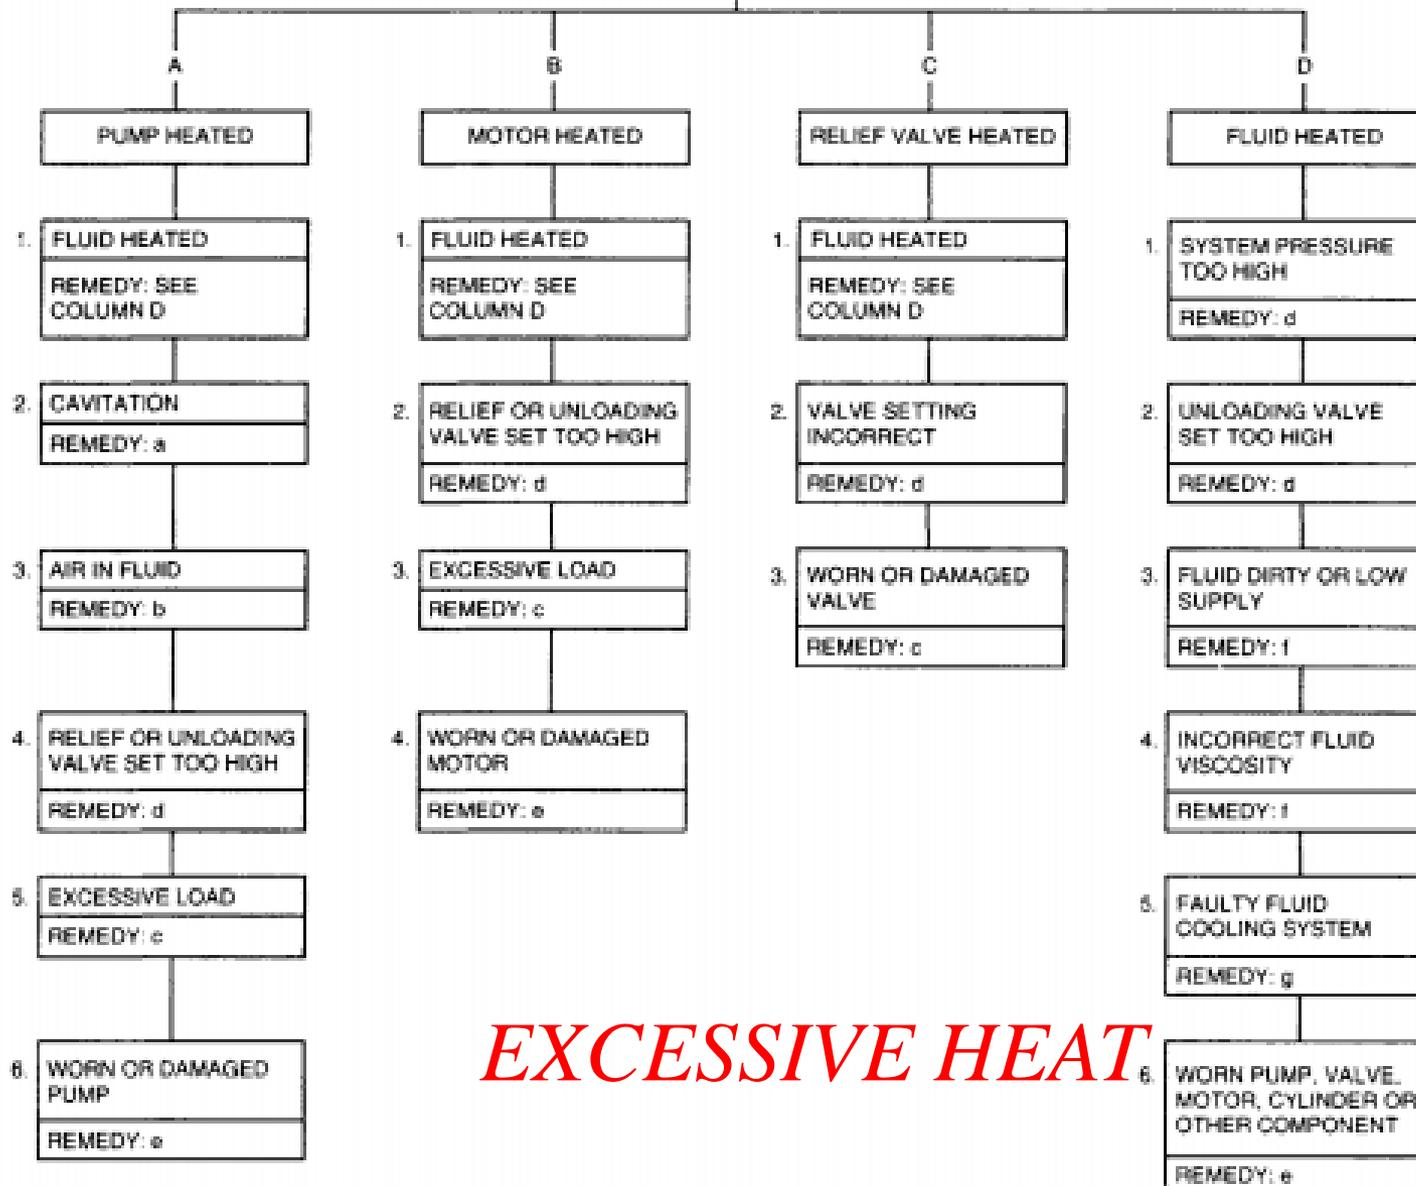 A
PUMP HEATED
1. FLUID HEATED
REMEDY: SEE
COLUMN D
2. CAVITATION
REMEDY: a
3. AIR IN FLUID
REMEDY: b
4. RELIEF OR UNLOADING
VALVE SET TOO HIGH
REMEDY: d
5. EXCESSIVE LOAD
REMEDY: c
6. WORN OR DAMAGED
PUMP
REMEDY: e
B
MOTOR HEATED
1. FLUID HEATED
REMEDY: SEE
COLUMN D
2. RELIEF OR UNLOADING
VALVE SET TOO HIGH
REMEDY: d
3. EXCESSIVE LOAD
REMEDY: c
4. WORN OR DAMAGED
MOTOR
REMEDY: e
C
RELIEF VALVE HEATED
1. FLUID HEATED
REMEDY: SEE
COLUMN D
2. VALVE SETTING
INCORRECT
REMEDY: d
3. WORN OR DAMAGED
VALVE
REMEDY: c
D
FLUID HEATED
1. SYSTEM PRESSURE
TOO HIGH
REMEDY: d
2. UNLOADING VALVE
SET TOO HIGH
REMEDY: d
3. FLUID DIRTY OR LOW
SUPPLY
REMEDY: f
4. INCORRECT FLUID
VISCOSITY
REMEDY: f
5. FAULTY FLUID
COOLING SYSTEM
REMEDY: g
6. WORN PUMP, VALVE,
MOTOR, CYLINDER OR
OTHER COMPONENT
REMEDY: e
EXCESSIVE HEAT